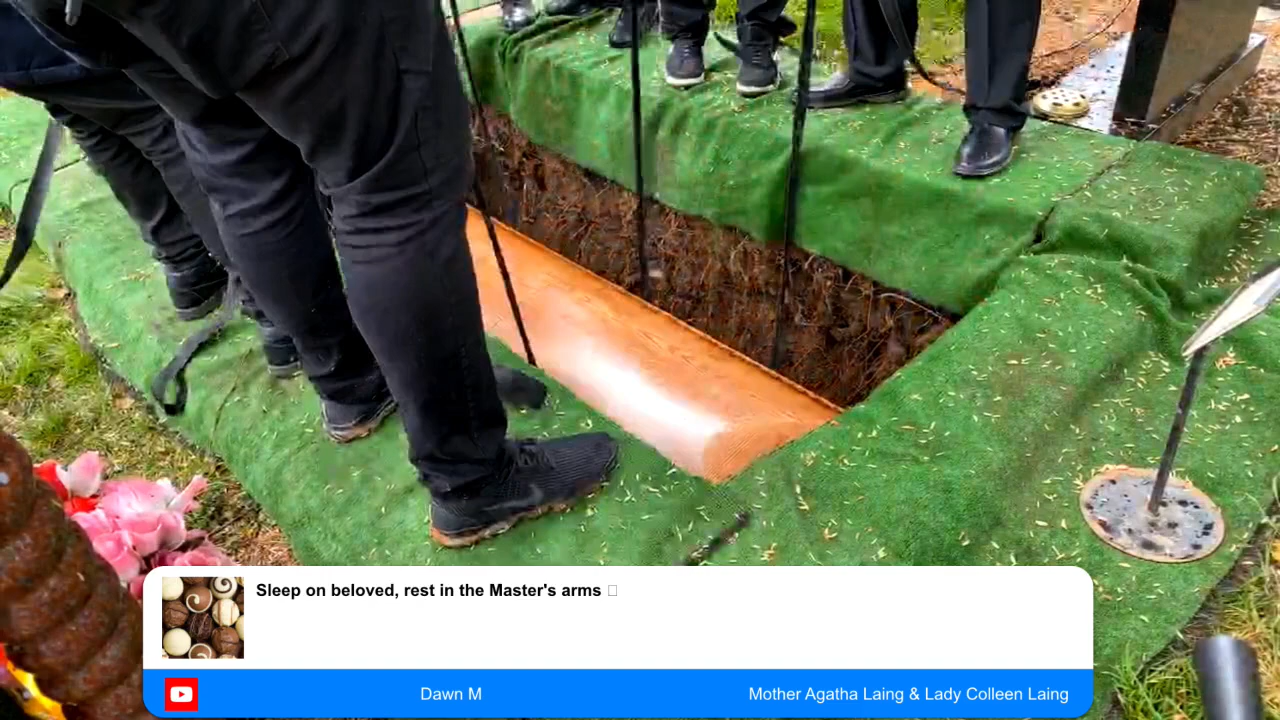 Sleep on beloved, rest in the Master's arms
Dawn M
Mother Agatha Laing & Lady Colleen Laing